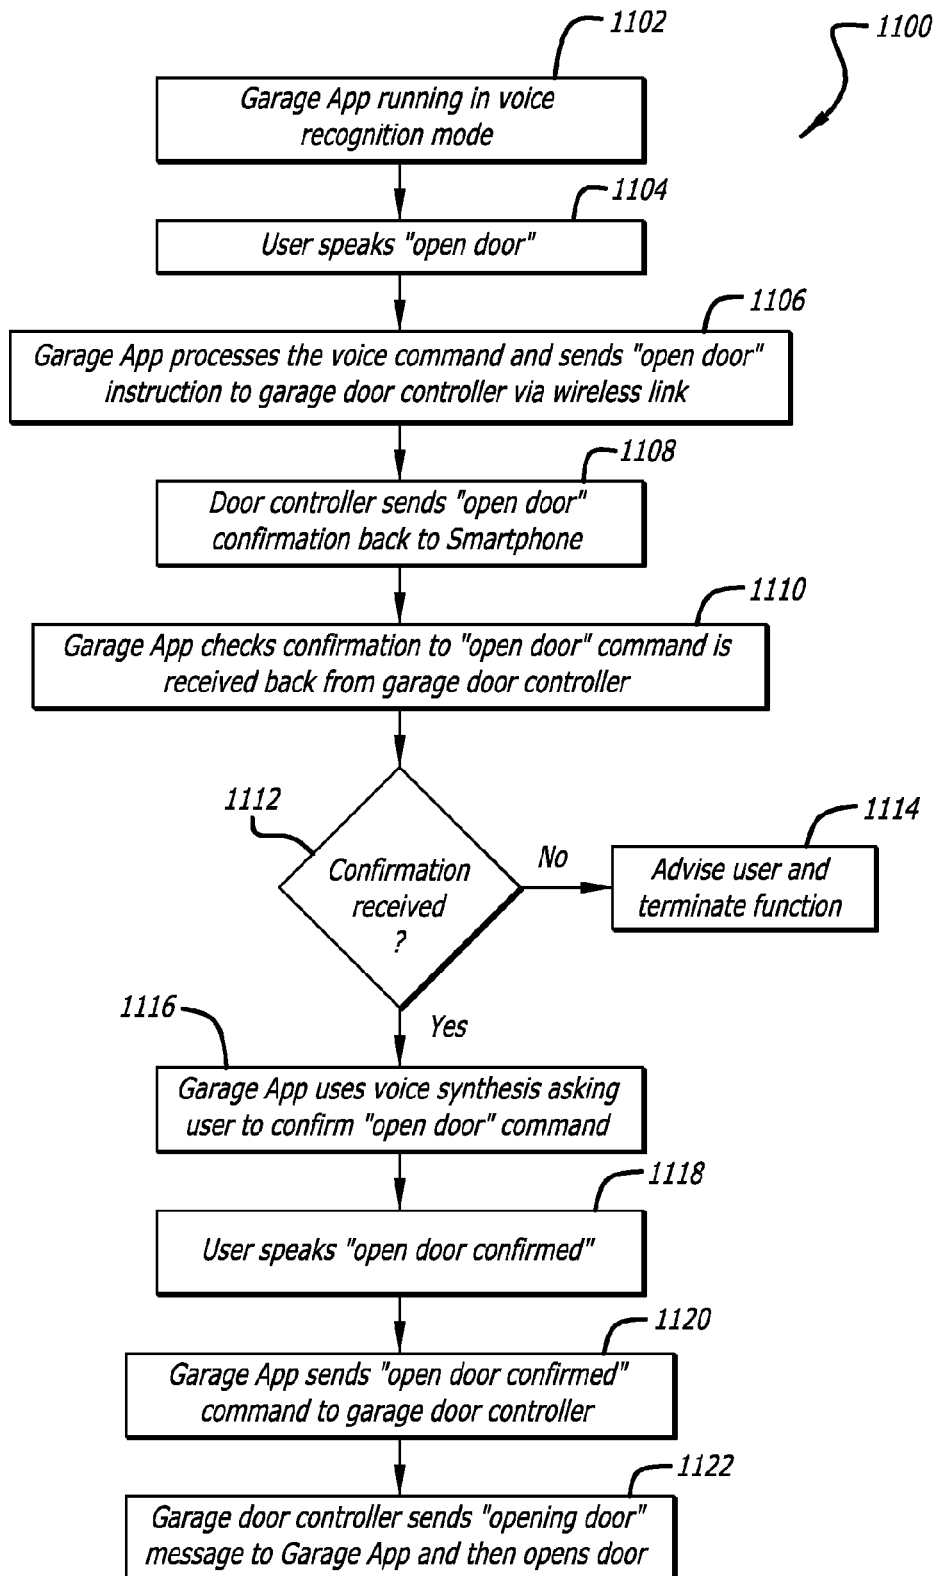 1102
1100
Garage App running in voice
recognition mode
1104
User speaks "open door"
1106
Garage App processes the voice command and sends "open door"
instruction to garage door controller via wireless link
1108
Door controller sends "open door"
confirmation back to Smartphone
1110
Garage App checks confirmation to "open door" command is
received back from garage door controller
1112
Confirmation
received
?
No
1114
Advise user and
terminate function
Yes
1116
Garage App uses voice synthesis asking
user to confirm "open door" command
1118
User speaks "open door confirmed"
1120
Garage App sends "open door confirmed"
command to garage door controller
1122
Garage door controller sends "opening door"
message to Garage App and then opens door